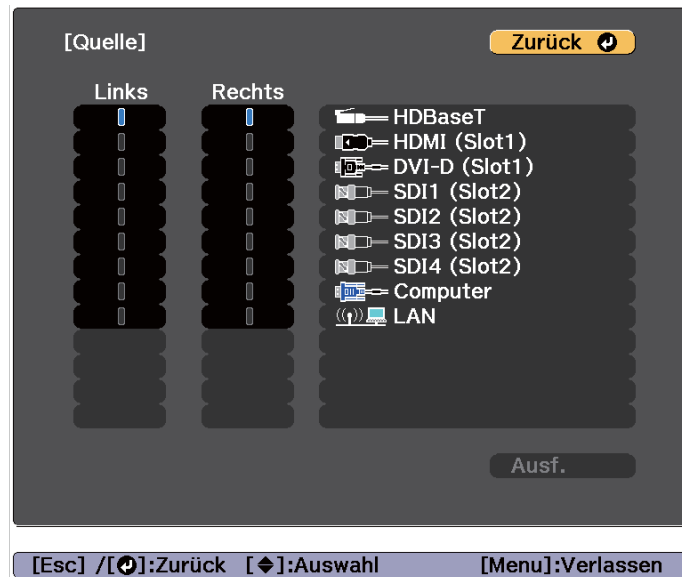 [Quelle]
Zurück
Links Rechts
HDBaseT
HDMI (Slot1)
DVI-D (Slot1)
SDI1 (Slot2)
SDI2 (Slot2)
SDI3 (Slot2)
SDI4 (Slot2)
Computer
LAN
Ausf.
[Esc] /[⏎]:Zurück [◆]:Auswahl [Menu]:Verlassen